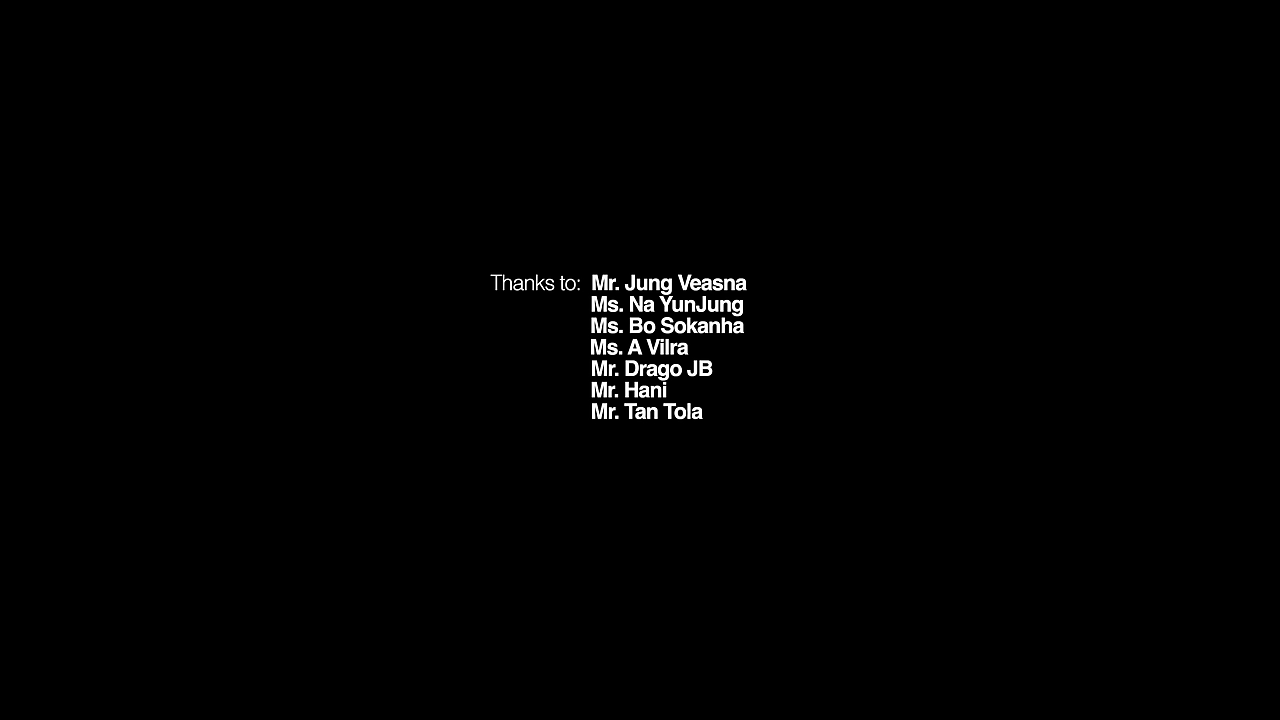 Thanks to: Mr. Jung Veasna
Ms. Na YunJung
Ms. Bo Sokanha
Ms. A Vilra
Mr. Drago JB
Mr. Hani
Mr. Tan Tola